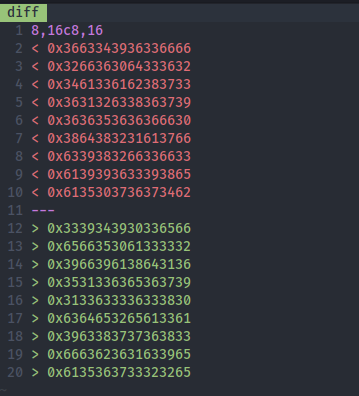 diff
1 8,16c8,16
2 < 0x3663343936336666
3 < 0x3266363064333632
4 < 0x3461336162383733
5 < 0x3631326338363739
6 < 0x3636353636366630
7 < 0x3864383231613766
8 < 0x6339383266336633
9 < 0x6139393633393865
10 < 0x6135303736373462
11 ---
12 > 0x3339343930336566
13 > 0x6566353061333332
14 > 0x3966396138643136
15 > 0x3531336365363739
16 > 0x3133633336333830
17 > 0x6364653265613361
18 > 0x3963383737363833
19 > 0x6663623631633965
20 > 0x6135363733323265
~